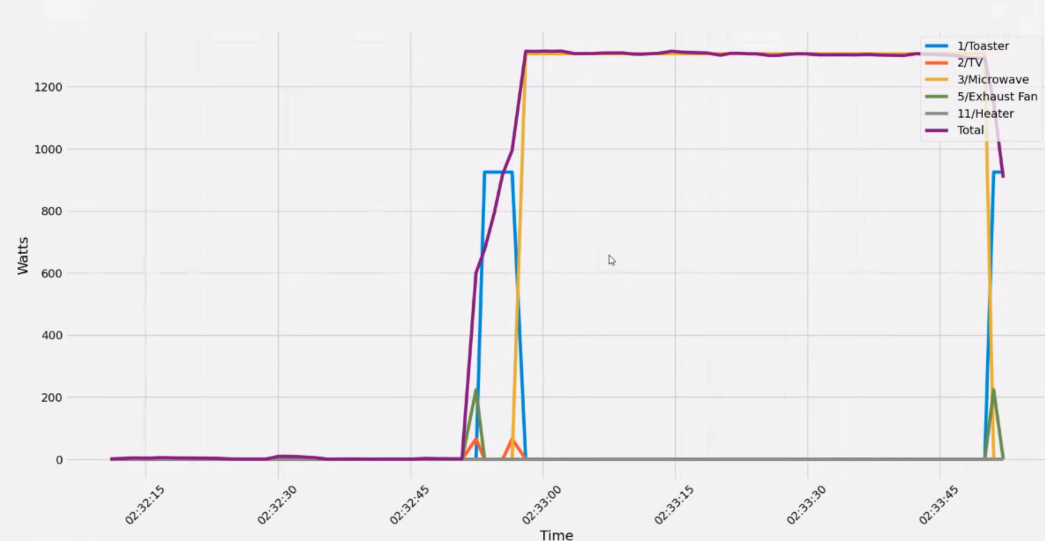 1/Toaster
2/TV
3/Microwave
5/Exhaust Fan
11/Heater
Total
1200
1000
800
600
400
200
0
Watts
02:32:15
02:32:30
02:32:45
02:33:00
02:33:15
02:33:30
02:33:45
Time